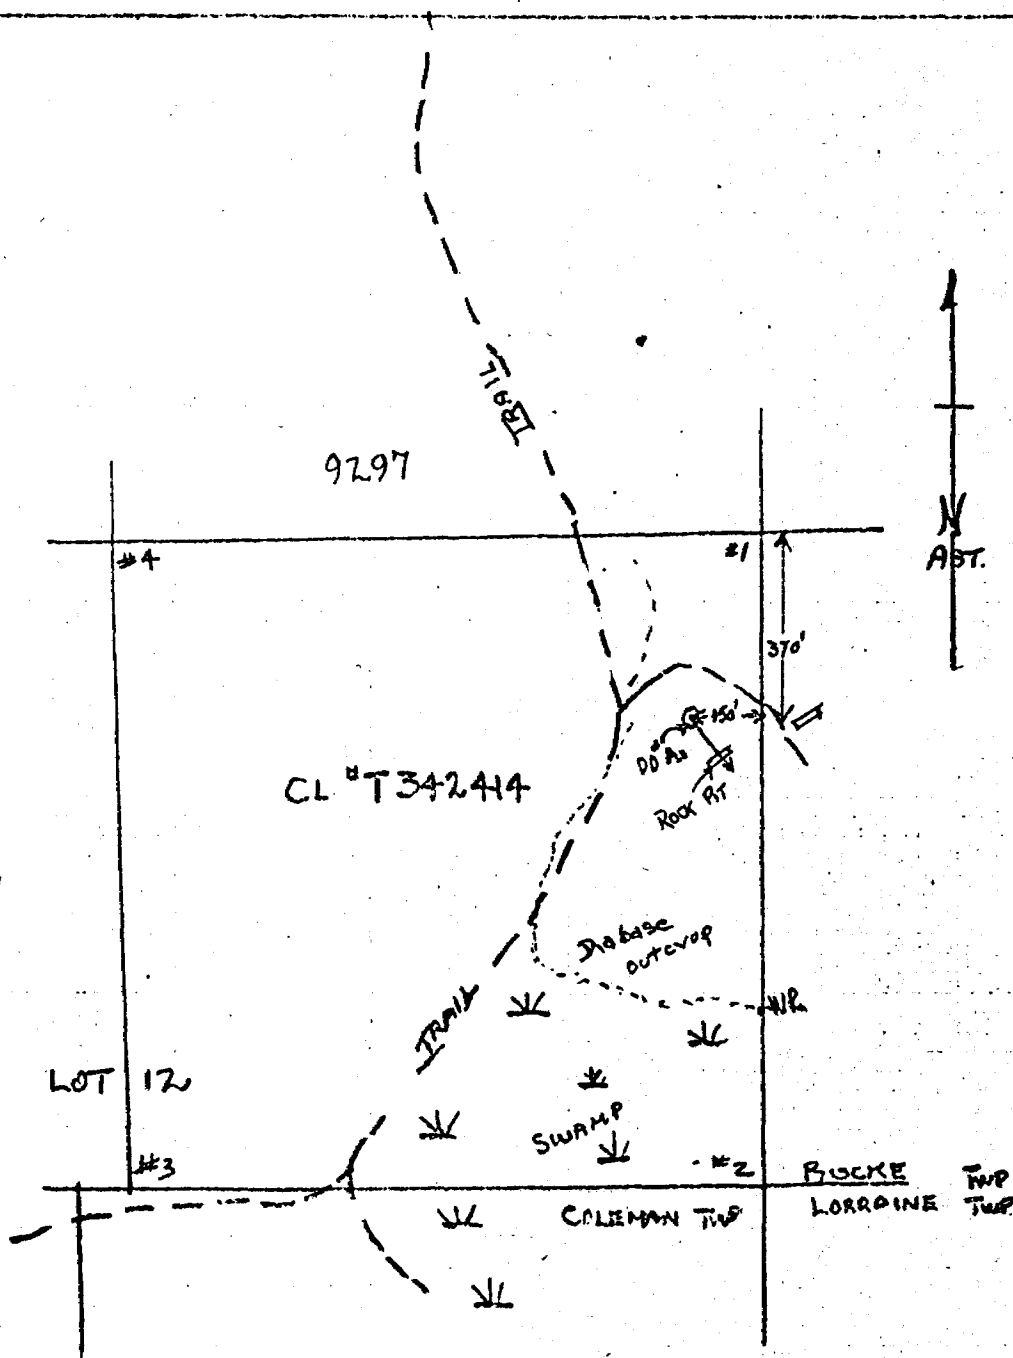 TRAIL
9297
N
AST.
#4
#1
370'
150'
DD
ROCK PIT
CL #T342414
Diabase
outcrop
TRAIL
LOT 12
SWAMP
#3
#2
BUCKE TWP
LORRAINE TWP.
COLEMAN TWP